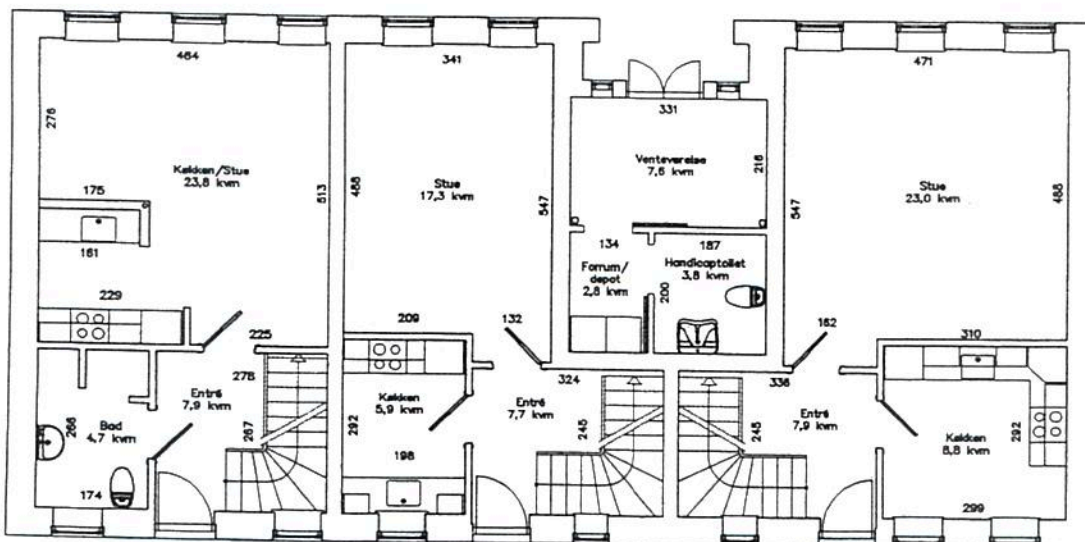 464
276
Køkken/Stue
23,8 kvm
175
513
161
229
225
278
Entré
7,9 kvm
267
266
Bad
4,7 kvm
174
341
488
Stue
17,3 kvm
547
209
132
324
Køkken
5,9 kvm
292
198
Entré
7,7 kvm
245
331
Venteværelse
7,6 kvm
216
134
187
Forrum/
depot
2,8 kvm
200
Handicaptoilet
3,8 kvm
471
547
Stue
23,0 kvm
488
162
310
336
245
Entré
7,9 kvm
Køkken
8,8 kvm
292
299